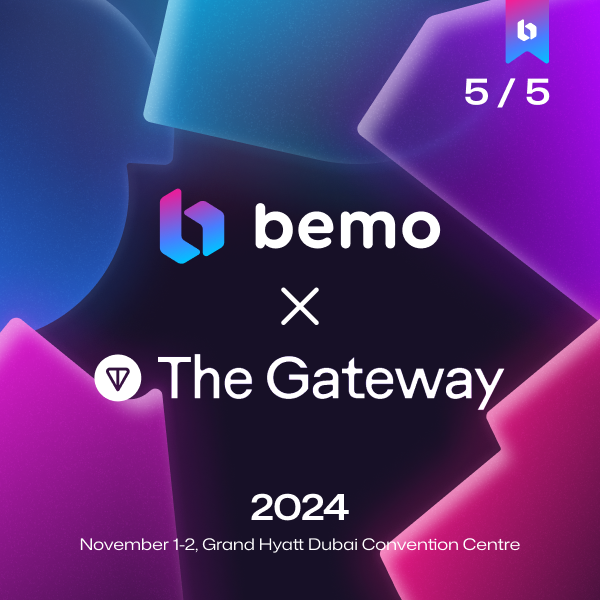 5 / 5
bemo
The Gateway
2024
November 1-2, Grand Hyatt Dubai Convention Centre